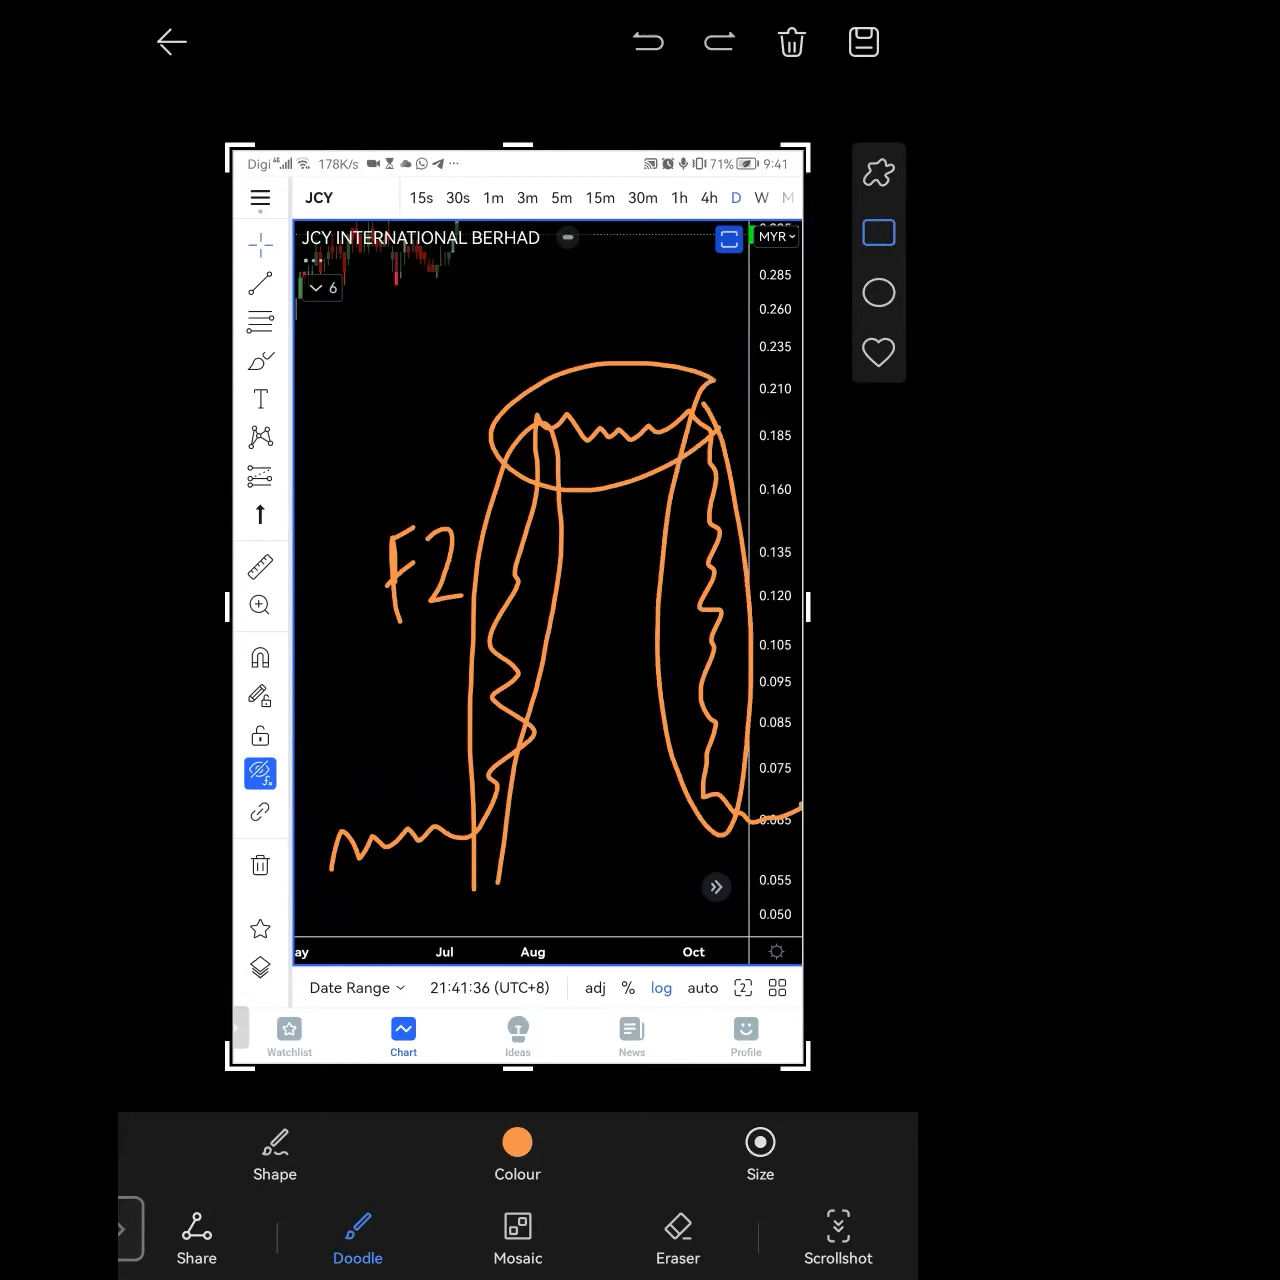 Digi 178K/s ... 71% 9:41
JCY 15s 30s 1m 3m 5m 15m 30m 1h 4h D W M
JCY INTERNATIONAL BERHAD
MYR
6
0.285
0.260
0.235
0.210
0.185
0.160
F2
0.135
0.120
0.105
0.095
0.085
0.075
0.065
0.055
0.050
ay Jul Aug Oct
Date Range 21:41:36 (UTC+8) adj % log auto
Watchlist Chart Ideas News Profile
Shape Colour Size
Share Doodle Mosaic Eraser Scrollshot